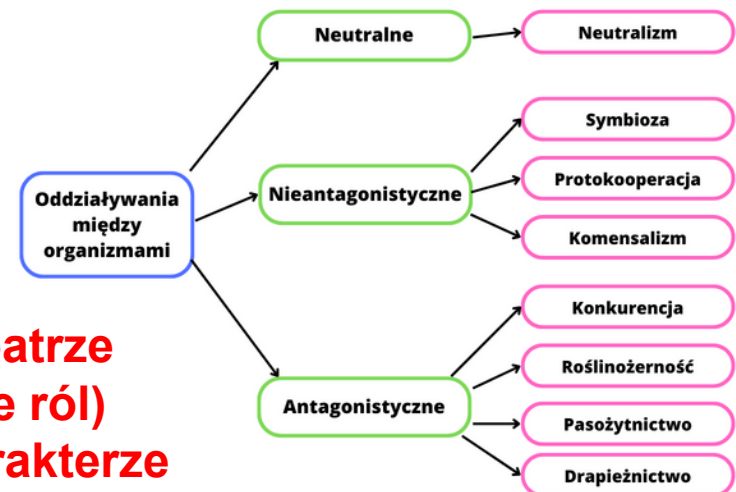 Neutralne
Neutralizm
Symbioza
Nieantagonistyczne
Protokooperacja
Komensalizm
Oddziaływania
między
organizmami
Konkurencja
Roślinożerność
Antagonistyczne
Pasożytnictwo
Drapieżnictwo
atrze
e ról)
rakterze